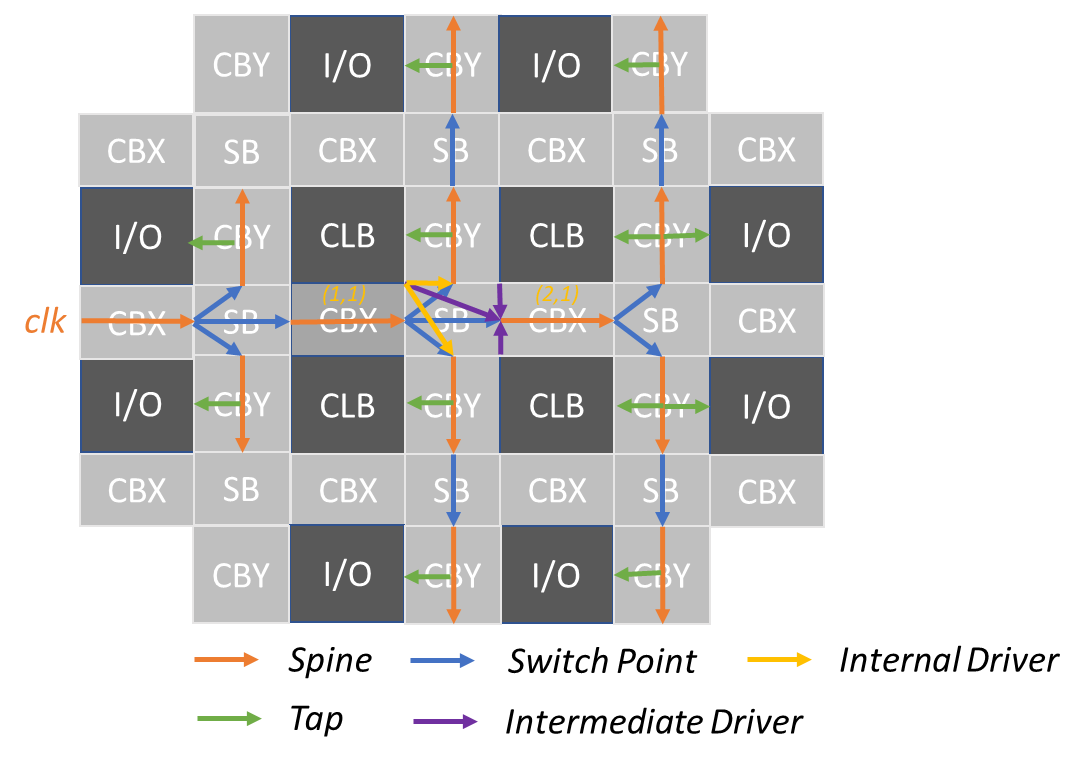 CBY I/O CBY I/O CBY
CBX SB CBX SB CBX SB CBX
I/O CBY CLB CBY CLB CBY I/O
(1,1) (2,1)
clk CBX SB CBX SB CBX SB CBX
I/O CBY CLB CBY CLB CBY I/O
CBX SB CBX SB CBX SB CBX
CBY I/O CBY I/O CBY
Spine Switch Point Internal Driver
Tap Intermediate Driver